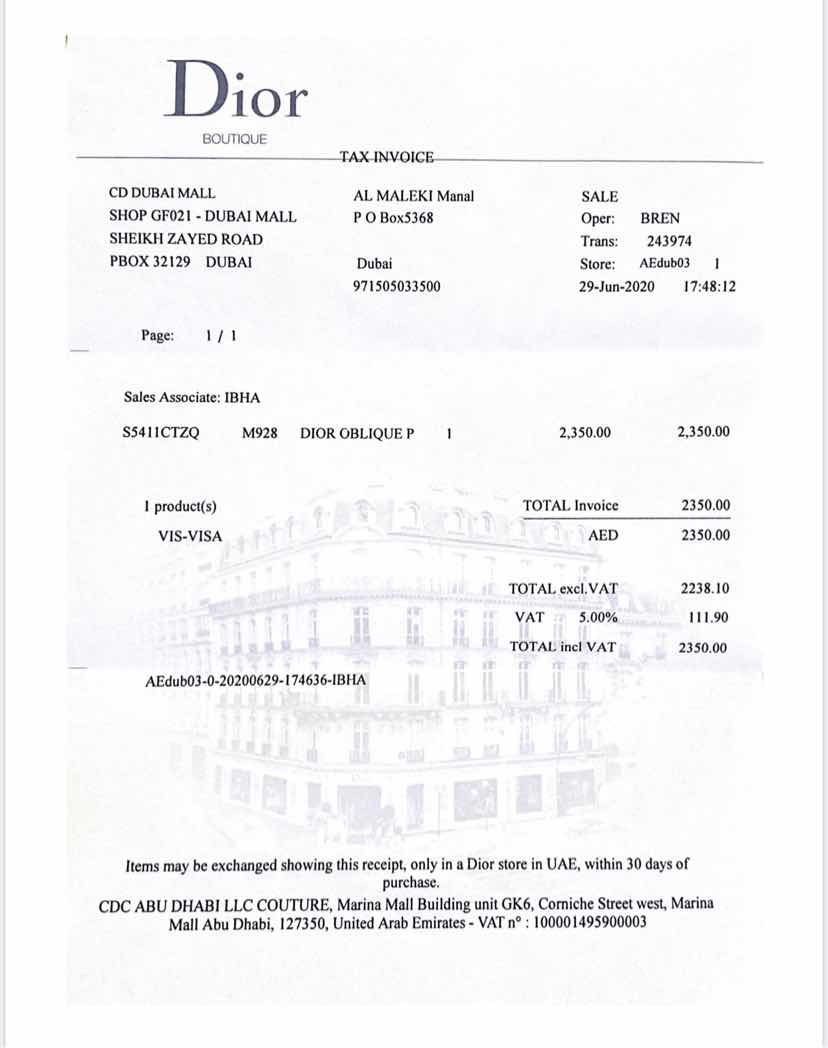 Dior
BOUTIQUE
TAX INVOICE
CD DUBAI MALL
SHOP GF021 - DUBAI MALL
SHEIKH ZAYED ROAD
PBOX 32129 DUBAI
AL MALEKI Manal
P O Box5368
Dubai
971505033500
SALE
Oper: BREN
Trans: 243974
Store: AEdub03 1
29-Jun-2020 17:48:12
Page: 1 / 1
Sales Associate: IBHA
S5411CTZQ M928 DIOR OBLIQUE P 1 2,350.00 2,350.00
1 product(s) TOTAL Invoice 2350.00
VIS-VISA AED 2350.00
TOTAL excl.VAT 2238.10
VAT 5.00% 111.90
TOTAL incl VAT 2350.00
AEdub03-0-20200629-174636-IBHA
Items may be exchanged showing this receipt, only in a Dior store in UAE, within 30 days of
purchase.
CDC ABU DHABI LLC COUTURE, Marina Mall Building unit GK6, Corniche Street west, Marina
Mall Abu Dhabi, 127350, United Arab Emirates - VAT n° : 100001495900003